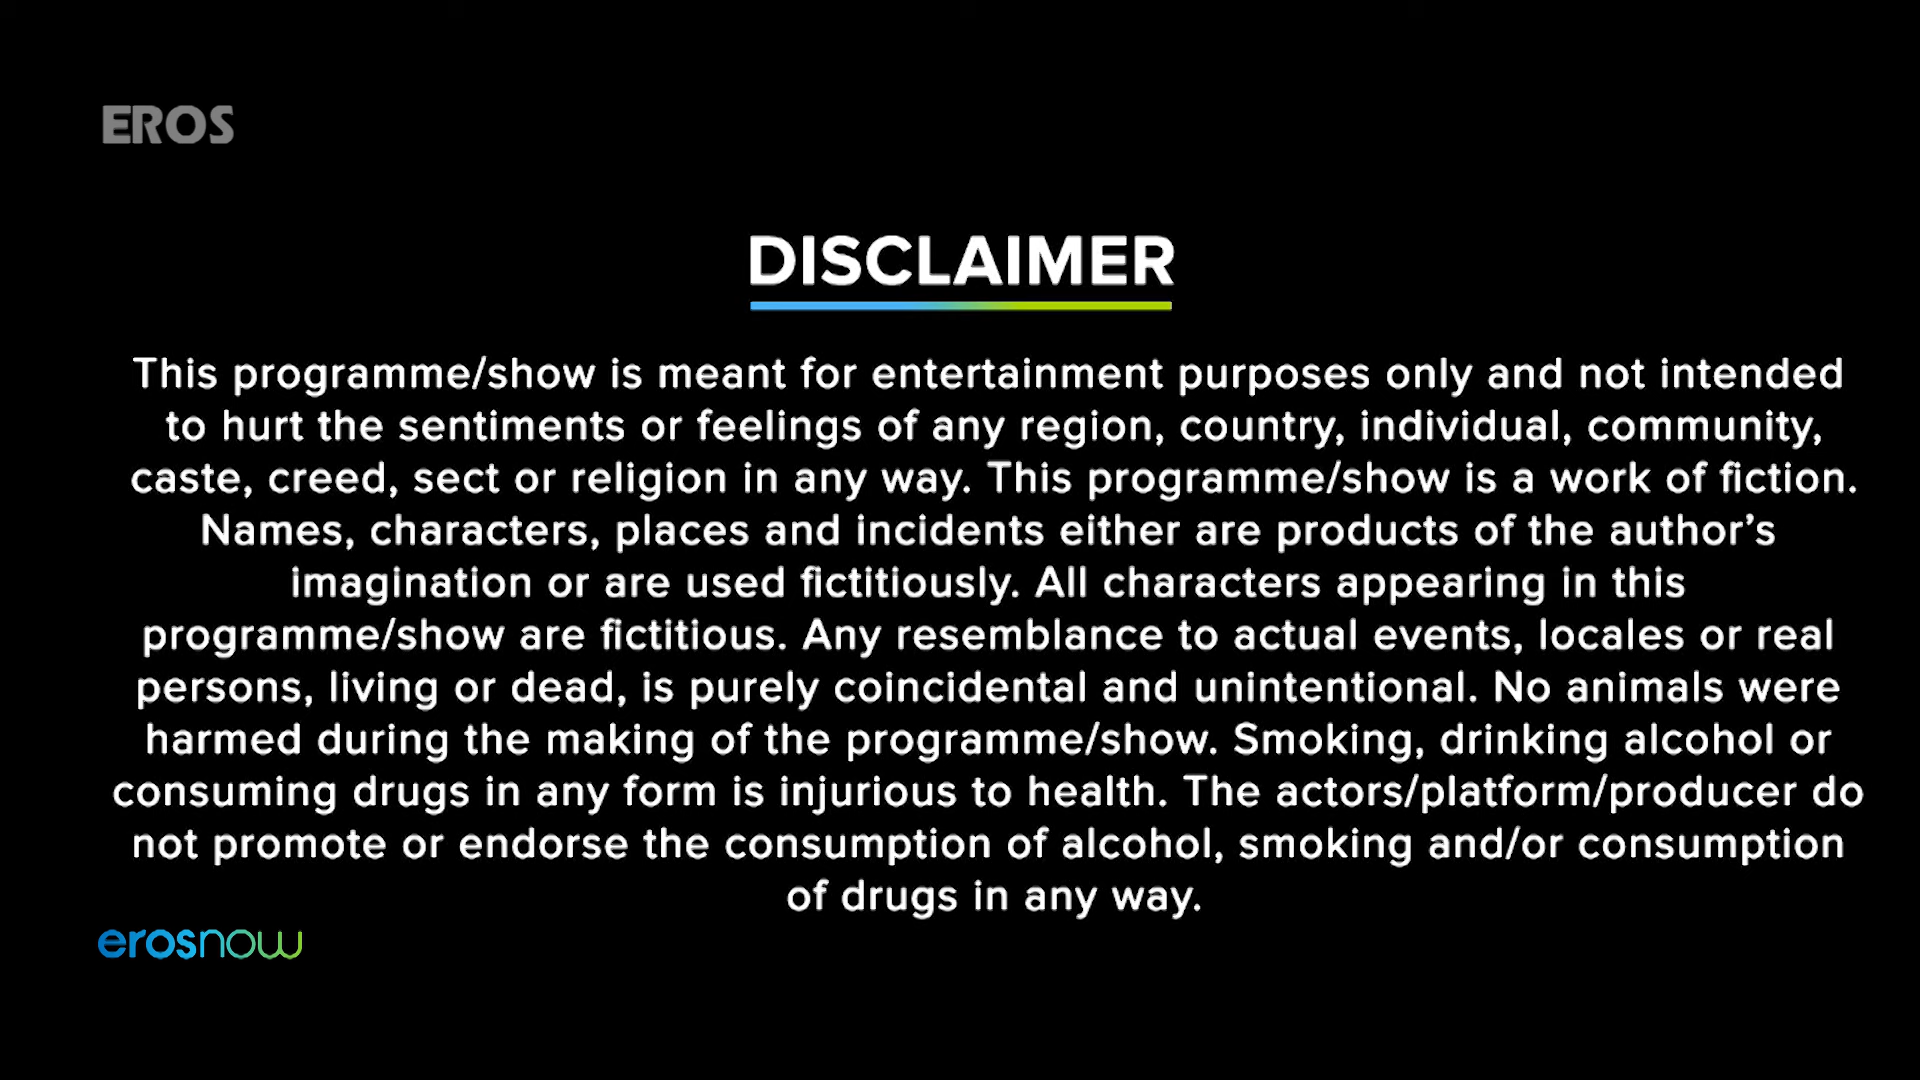 EROS
DISCLAIMER
This programme/show is meant for entertainment purposes only and not intended
to hurt the sentiments or feelings of any region, country, individual, community,
caste, creed, sect or religion in any way. This programme/show is a work of fiction.
Names, characters, places and incidents either are products of the author’s
imagination or are used fictitiously. All characters appearing in this
programme/show are fictitious. Any resemblance to actual events, locales or real
persons, living or dead, is purely coincidental and unintentional. No animals were
harmed during the making of the programme/show. Smoking, drinking alcohol or
consuming drugs in any form is injurious to health. The actors/platform/producer do
not promote or endorse the consumption of alcohol, smoking and/or consumption
of drugs in any way.
erosnow